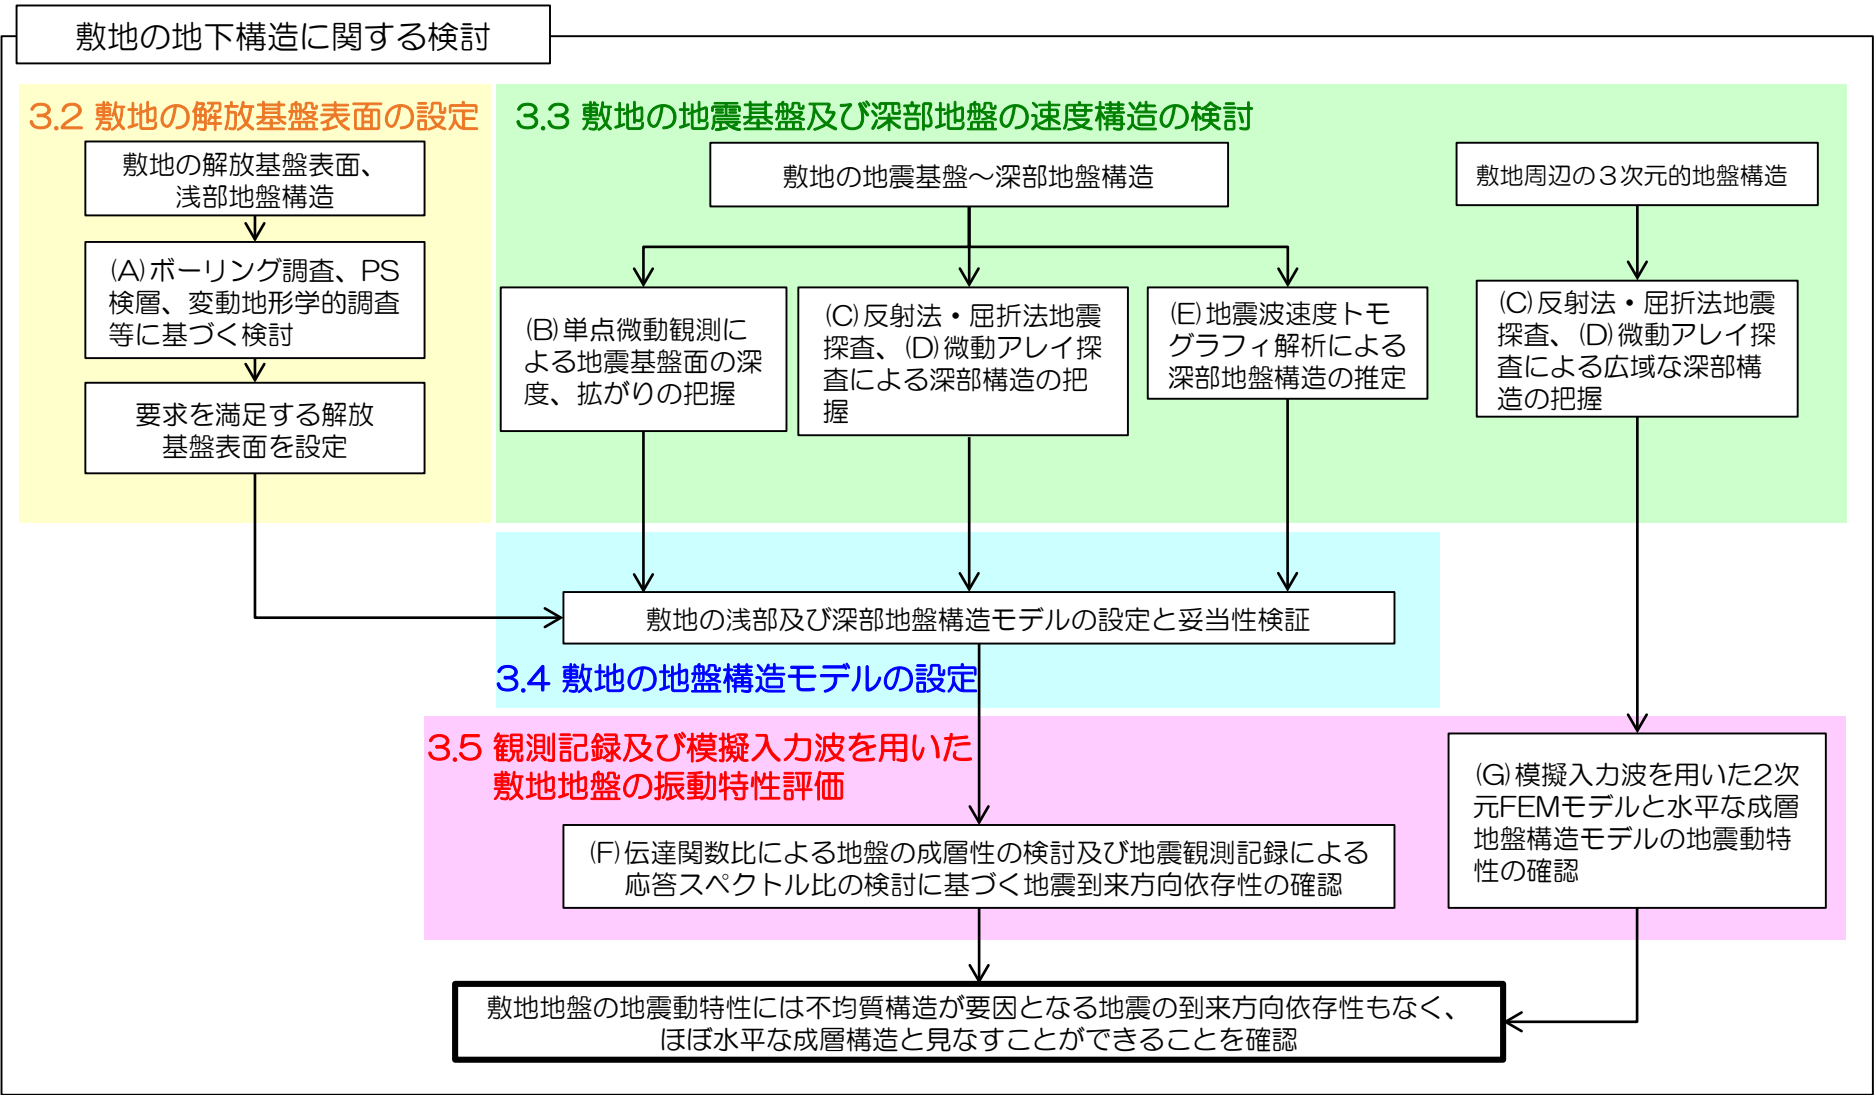 敷地の地下構造に関する検討
3.2 敷地の解放基盤表面の設定
敷地の解放基盤表面、
浅部地盤構造
(A)ボーリング調査、PS
検層、変動地形学的調査
等に基づく検討
要求を満足する解放
基盤表面を設定
3.3 敷地の地震基盤及び深部地盤の速度構造の検討
敷地の地震基盤～深部地盤構造
(B)単点微動観測に
よる地震基盤面の深
度、拡がりの把握
(C)反射法・屈折法地震
探査、(D)微動アレイ探
査による深部構造の把
握
(E)地震波速度トモ
グラフィ解析による
深部地盤構造の推定
敷地周辺の３次元的地盤構造
(C)反射法・屈折法地震
探査、(D)微動アレイ探
査による広域な深部構
造の把握
敷地の浅部及び深部地盤構造モデルの設定と妥当性検証
3.4 敷地の地盤構造モデルの設定
3.5 観測記録及び模擬入力波を用いた
敷地地盤の振動特性評価
(F)伝達関数比による地盤の成層性の検討及び地震観測記録による
応答スペクトル比の検討に基づく地震到来方向依存性の確認
(G)模擬入力波を用いた2次
元FEMモデルと水平な成層
地盤構造モデルの地震動特
性の確認
敷地地盤の地震動特性には不均質構造が要因となる地震の到来方向依存性もなく、
ほぼ水平な成層構造と見なすことができることを確認